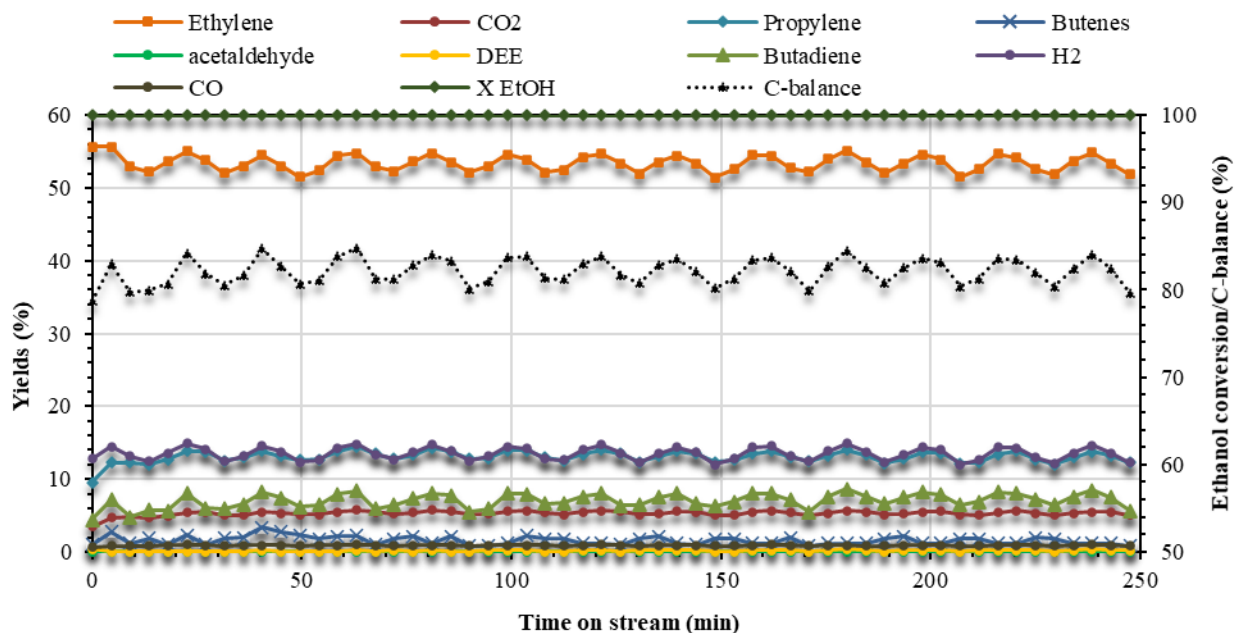 Ethylene CO2 Propylene Butenes
acetaldehyde DEE Butadiene H2
CO X EtOH C-balance
60
50
40
30
20
10
0
Yields (%)
100
90
80
70
60
50
Ethanol conversion/C-balance (%)
0 50 100 150 200 250
Time on stream (min)